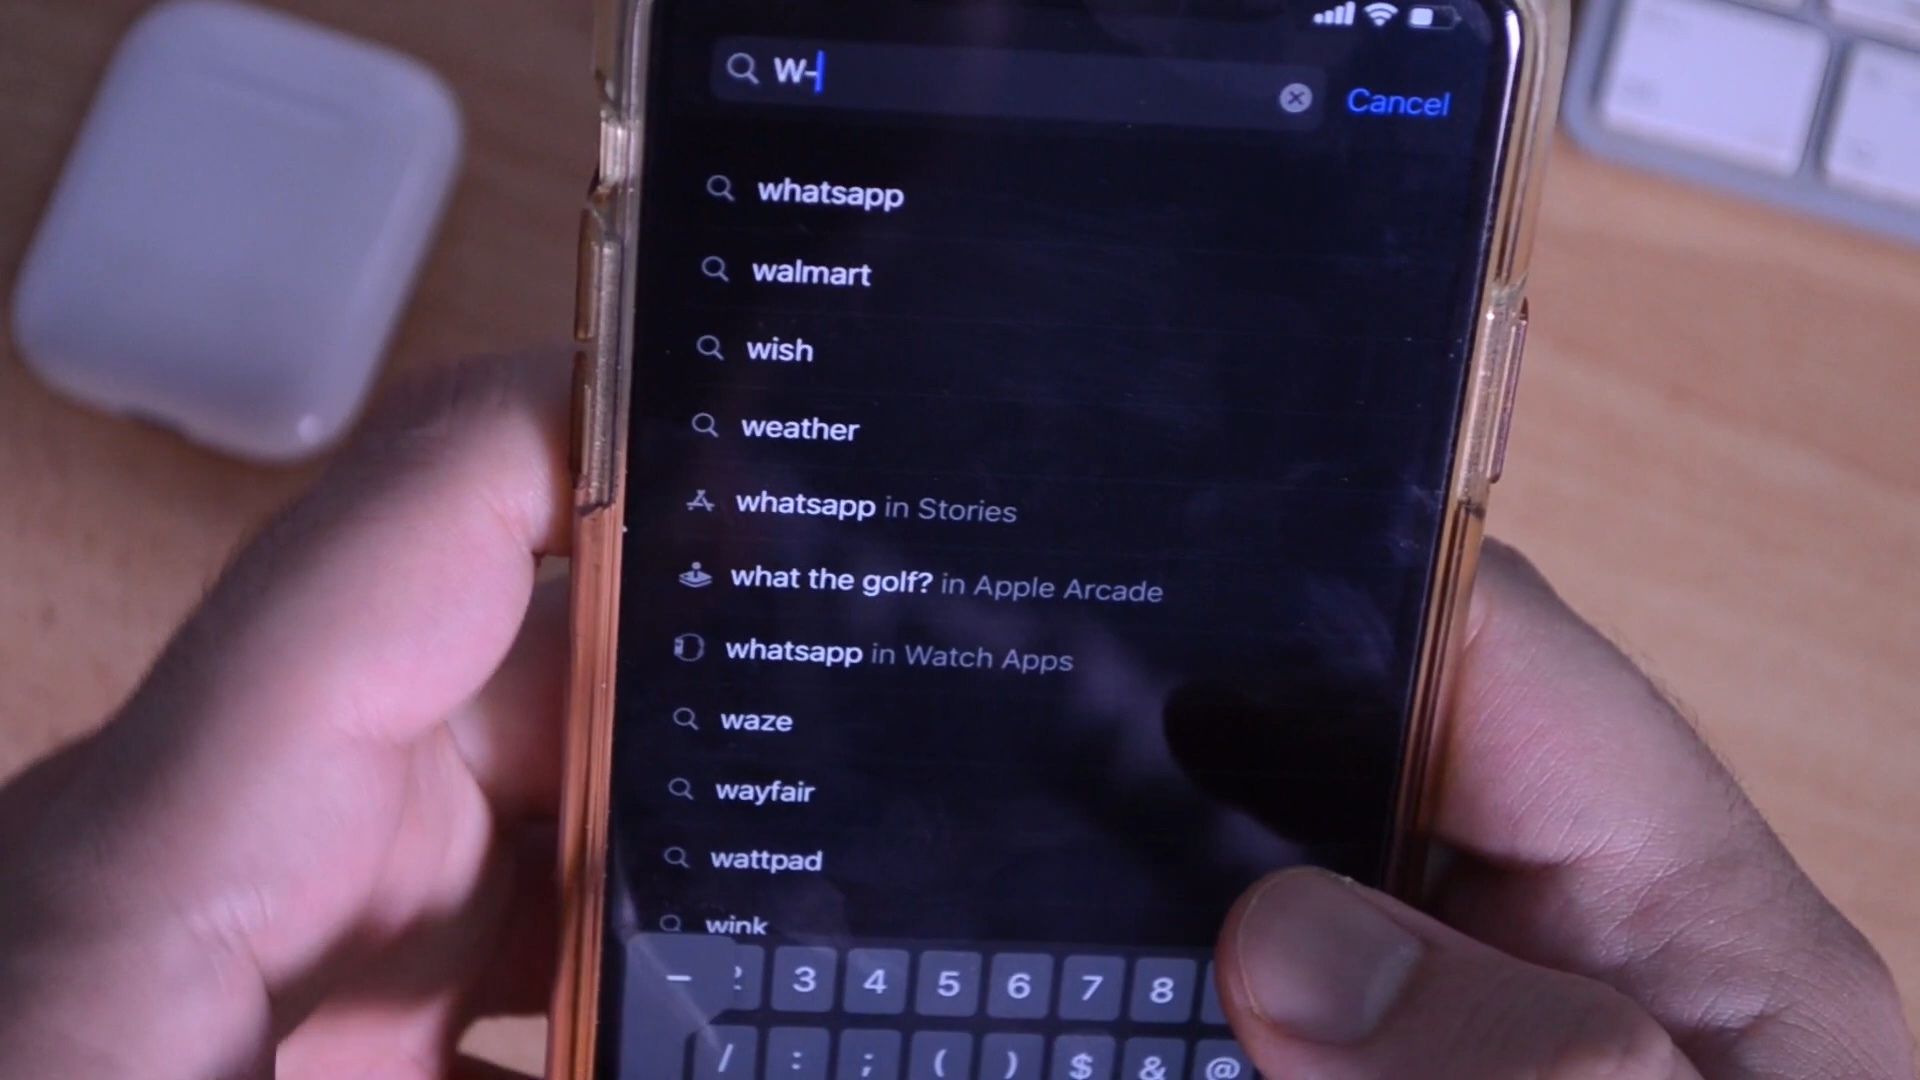 W-
Cancel
whatsapp
walmart
wish
weather
whatsapp in Stories
what the golf? in Apple Arcade
whatsapp in Watch Apps
waze
wayfair
wattpad
wink
- 3 4 5 6 7 8
/ : ; ( ) $ & @